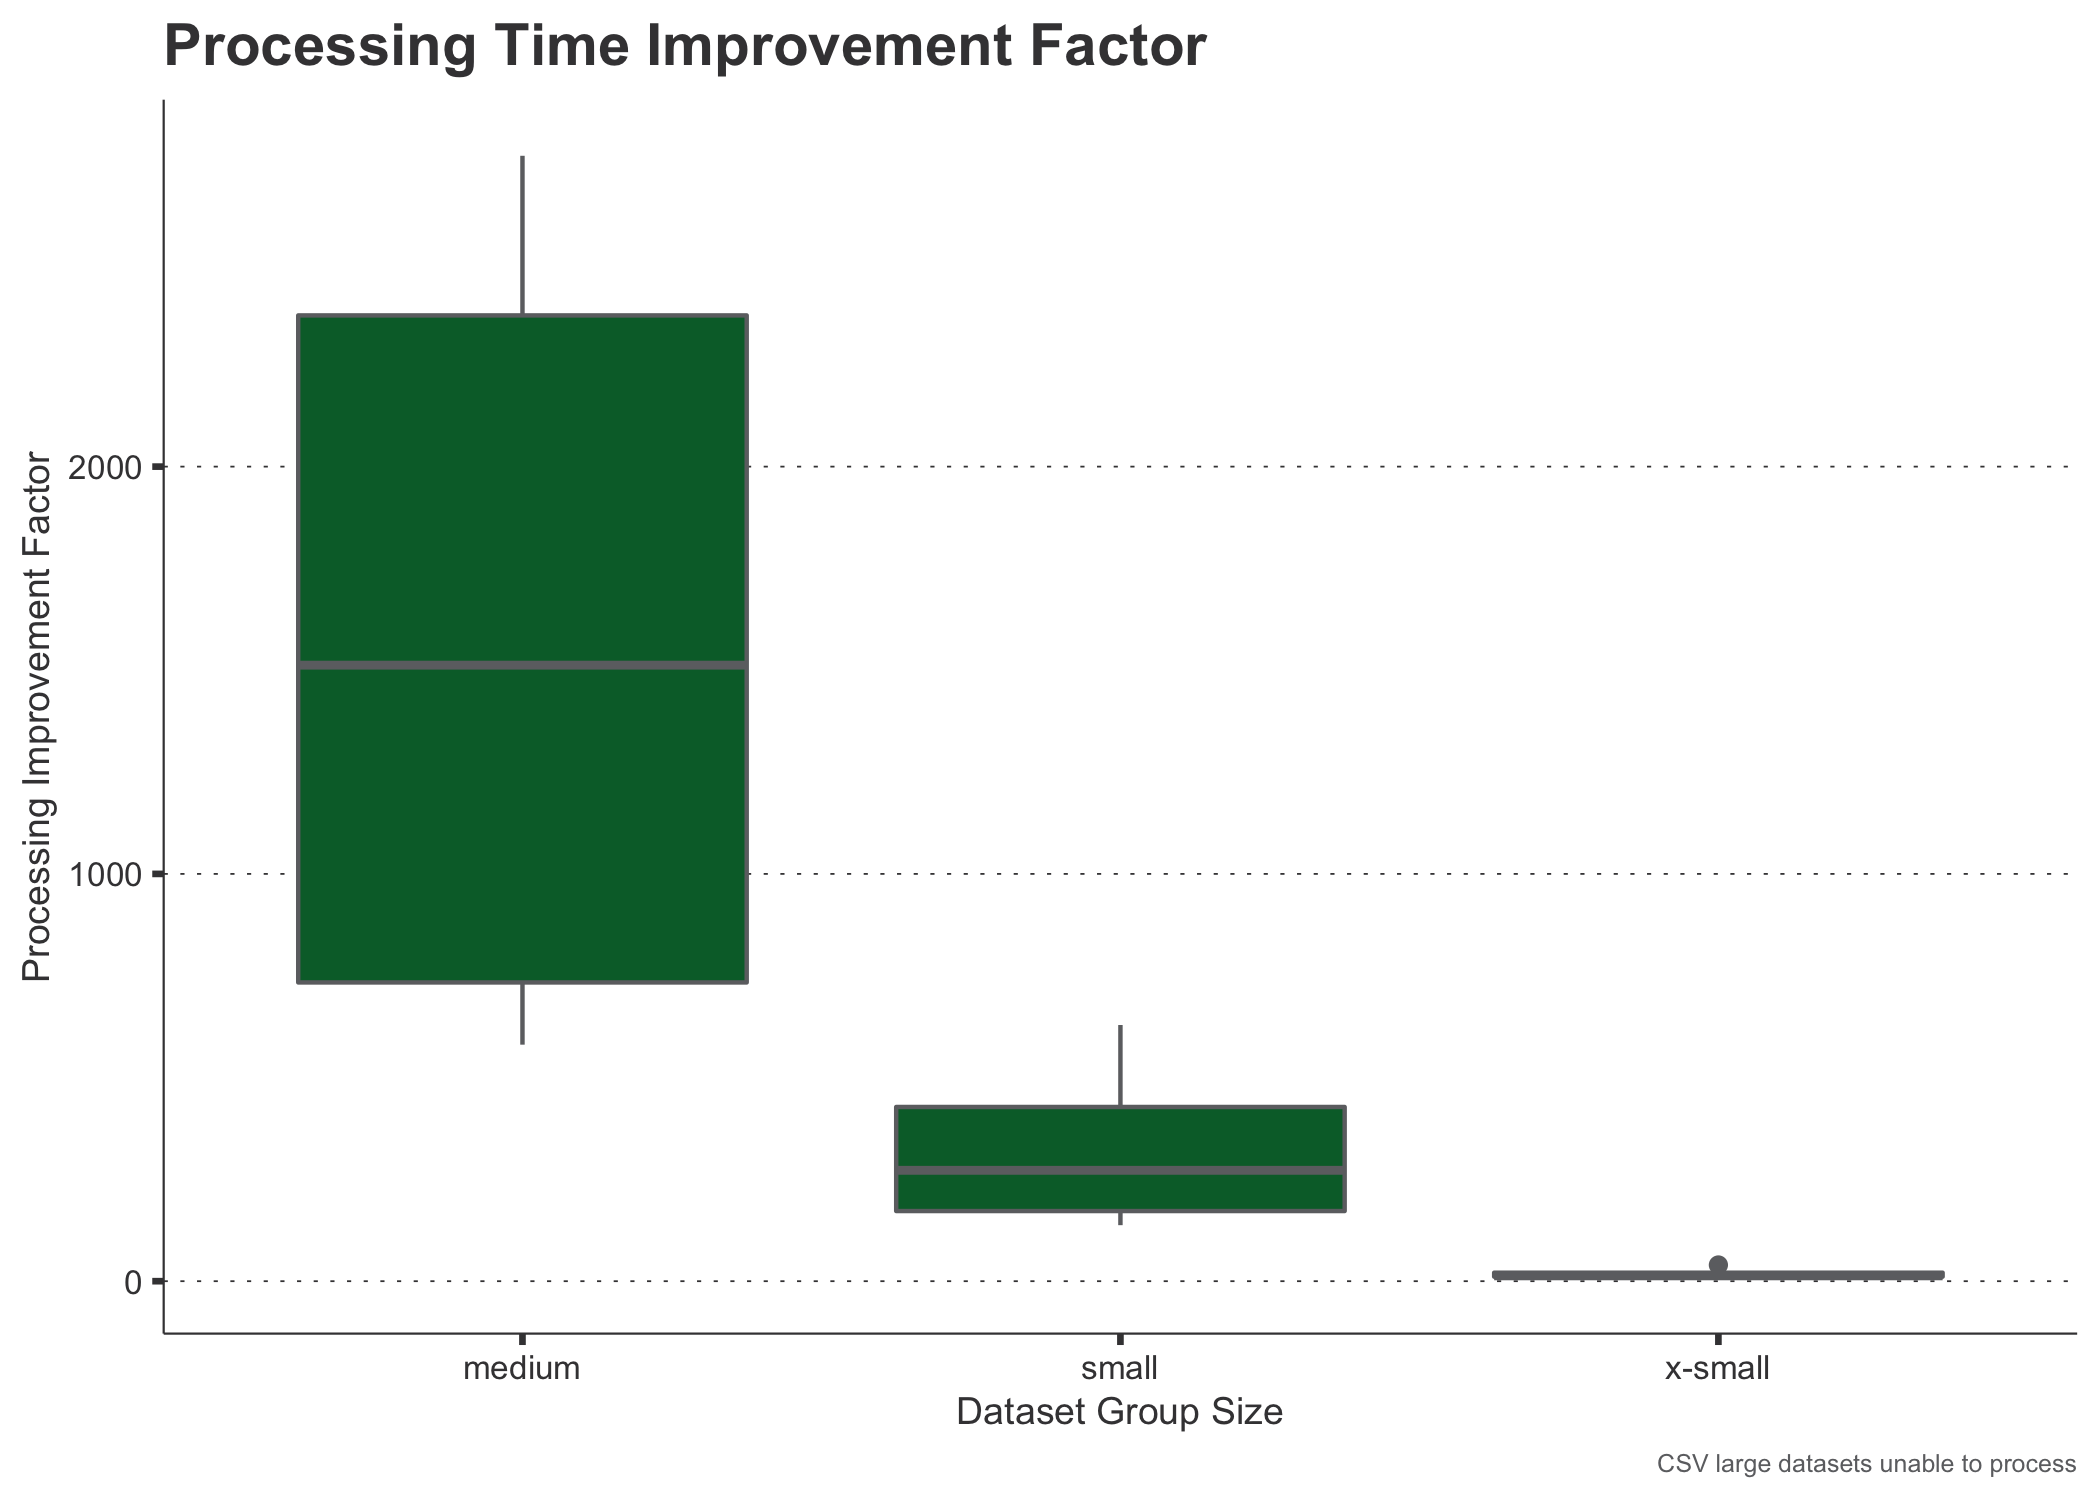 Processing Time Improvement Factor
Processing Improvement Factor
2000
1000
0
medium
small
x-small
Dataset Group Size
CSV large datasets unable to process